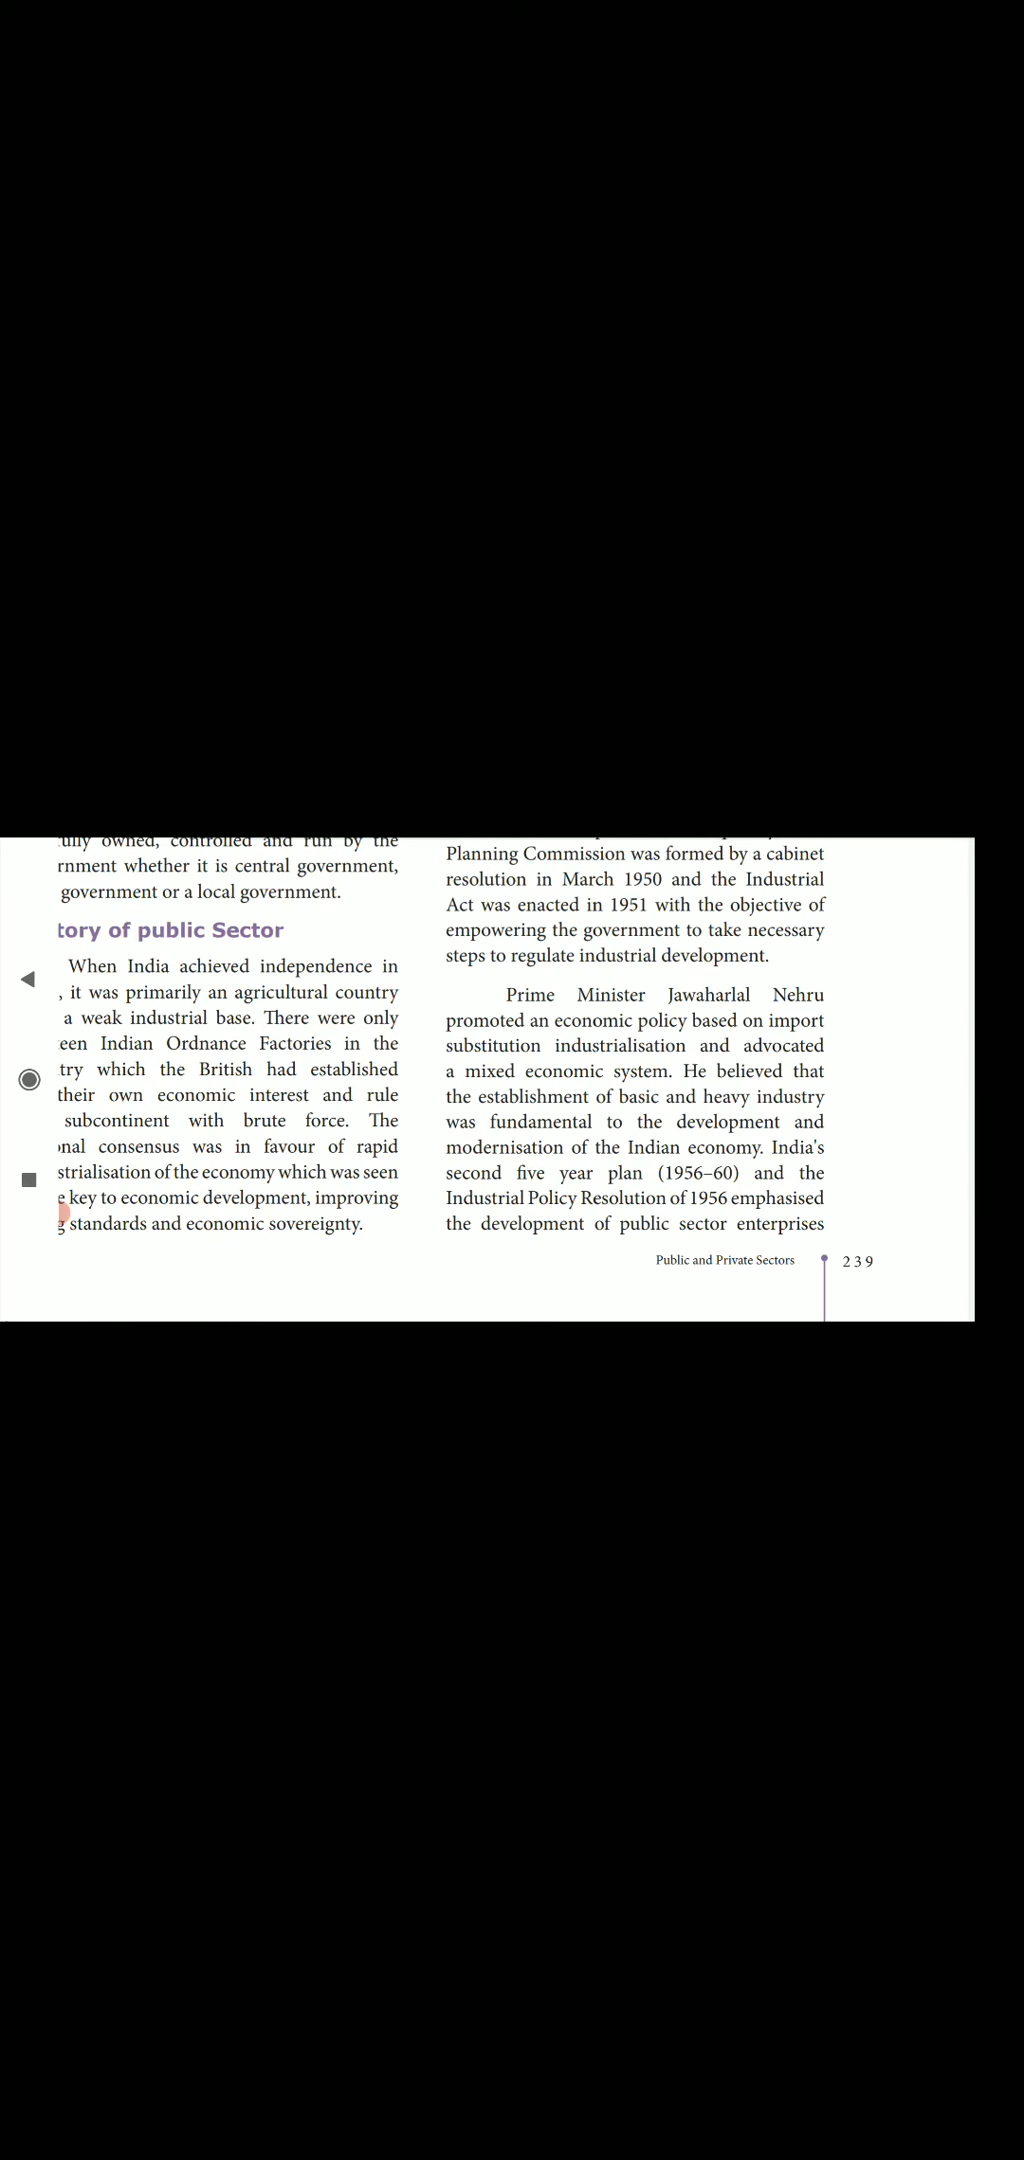 owned, controlled and run by the
whether it is central government,
government or a local government.
of public Sector
When India achieved independence in
, it was primarily an agricultural country
a weak industrial base. There were only
Indian Ordnance Factories in the
which the British had established
their own economic interest and rule
subcontinent with brute force. The
consensus was in favour of rapid
of the economy which was seen
key to economic development, improving
standards and economic sovereignty.
Planning Commission was formed by a cabinet
resolution in March 1950 and the Industrial
Act was enacted in 1951 with the objective of
empowering the government to take necessary
steps to regulate industrial development.
Prime Minister Jawaharlal Nehru
promoted an economic policy based on import
substitution industrialisation and advocated
a mixed economic system. He believed that
the establishment of basic and heavy industry
was fundamental to the development and
modernisation of the Indian economy. India's
second five year plan (1956–60) and the
Industrial Policy Resolution of 1956 emphasised
the development of public sector enterprises
Public and Private Sectors 239